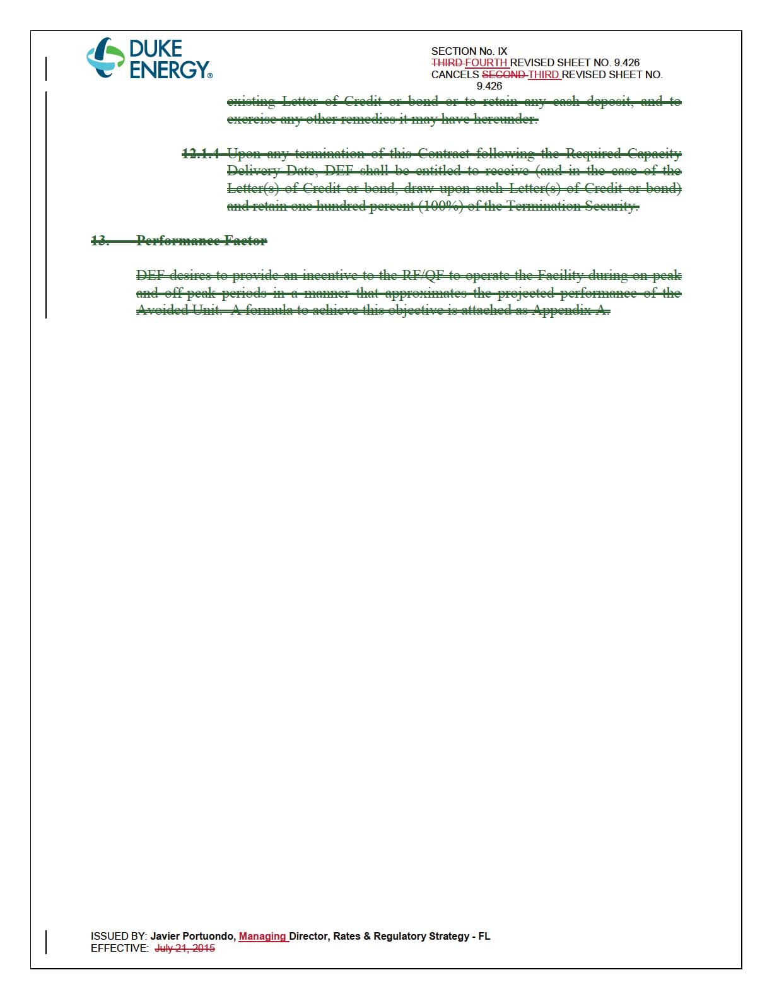 DUKE
ENERGY®
SECTION No. IX
THIRD FOURTH REVISED SHEET NO. 9.426
CANCELS SECOND THIRD REVISED SHEET NO.
9.426
existing Letter of Credit or bond or to retain any cash deposit, and to
exercise any other remedies it may have hereunder.
12.1.4 Upon any termination of this Contract following the Required Capacity
Delivery Date, DEF shall be entitled to receive (and in the case of the
Letter(s) of Credit or bond, draw upon such Letter(s) of Credit or bond)
and retain one hundred percent (100%) of the Termination Security.
13. Performance Factor
DEF desires to provide an incentive to the RF/QF to operate the Facility during on-peak
and off-peak periods in a manner that approximates the projected performance of the
Avoided Unit. A formula to achieve this objective is attached as Appendix A.
ISSUED BY: Javier Portuondo, Managing Director, Rates & Regulatory Strategy - FL
EFFECTIVE: July 21, 2015